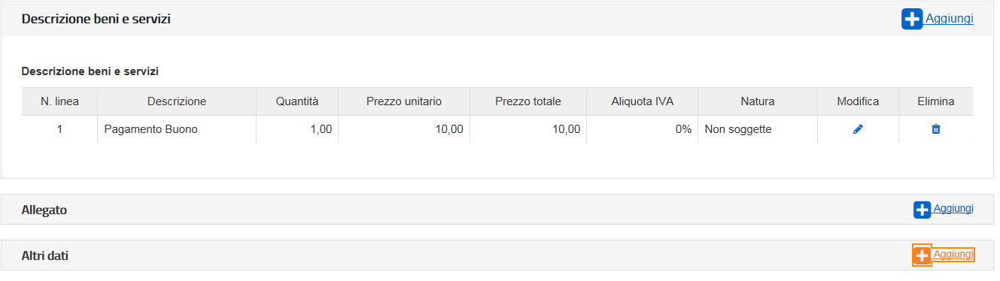 Descrizione beni e servizi Aggiungi
Descrizione beni e servizi
N. linea Descrizione Quantità Prezzo unitario Prezzo totale Aliquota IVA Natura Modifica Elimina
1 Pagamento Buono 1,00 10,00 10,00 0% Non soggette
Allegato Aggiungi
Altri dati Aggiungi